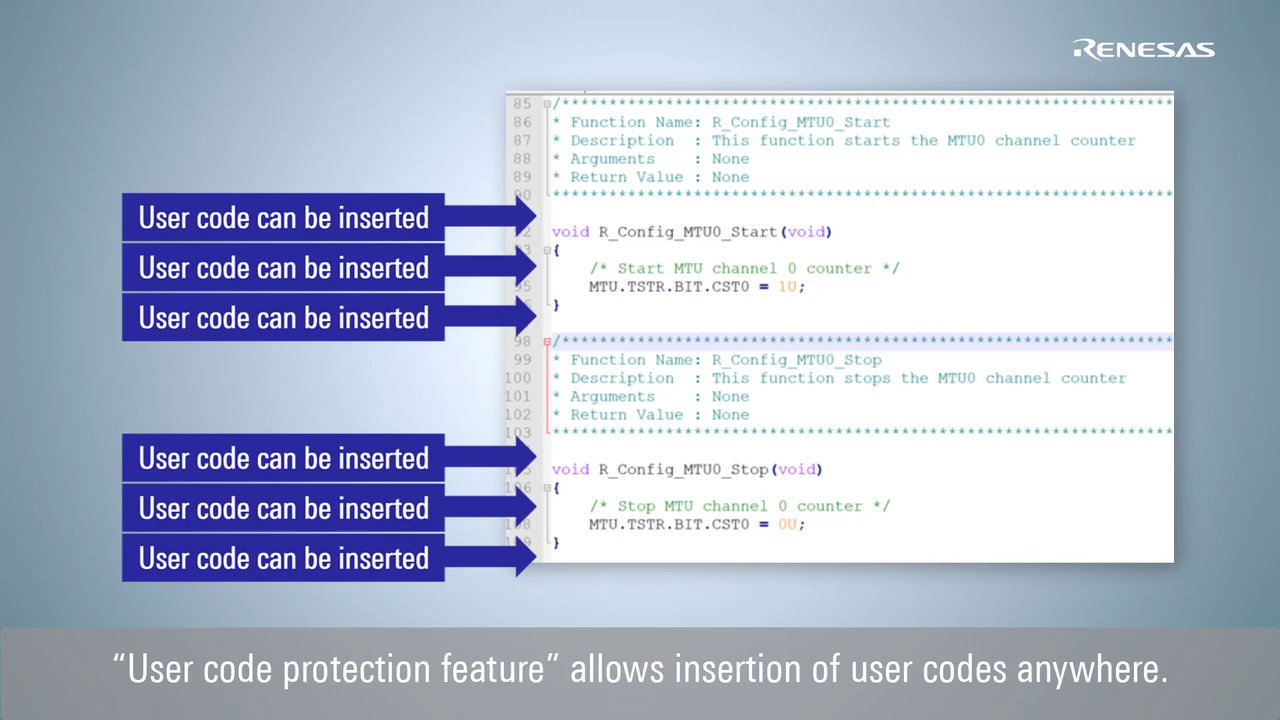 RENESAS
85 /******************************************************************
86 * Function Name: R_Config_MTU0_Start
87 * Description  : This function starts the MTU0 channel counter
88 * Arguments    : None
89 * Return Value : None
90 ******************************************************************
User code can be inserted
void R_Config_MTU0_Start(void)
{
User code can be inserted
/* Start MTU channel 0 counter */
95 MTU.TSTR.BIT.CST0 = 1U;
}
User code can be inserted
98 /******************************************************************
99 * Function Name: R_Config_MTU0_Stop
100 * Description  : This function stops the MTU0 channel counter
101 * Arguments    : None
102 * Return Value : None
103 ******************************************************************
User code can be inserted
void R_Config_MTU0_Stop(void)
106 {
User code can be inserted
/* Stop MTU channel 0 counter */
108 MTU.TSTR.BIT.CST0 = 0U;
}
User code can be inserted
“User code protection feature” allows insertion of user codes anywhere.